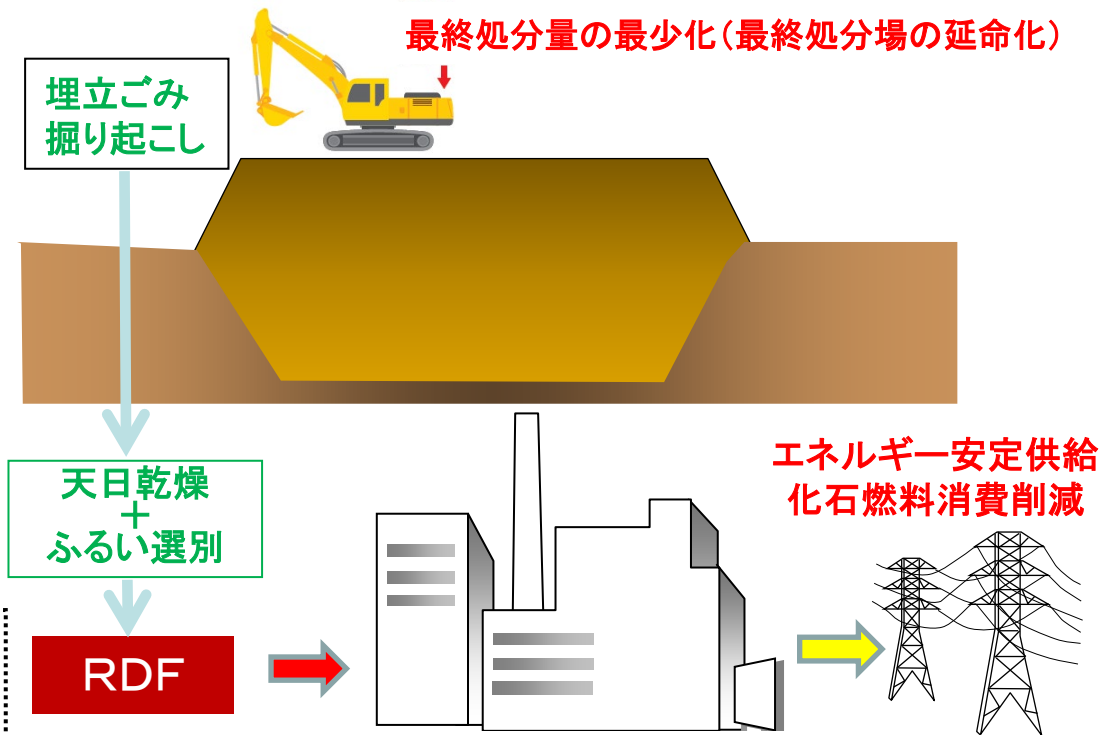 最終処分量の最少化（最終処分場の延命化）
埋立ごみ
掘り起こし
天日乾燥
＋
ふるい選別
エネルギー安定供給
化石燃料消費削減
RDF